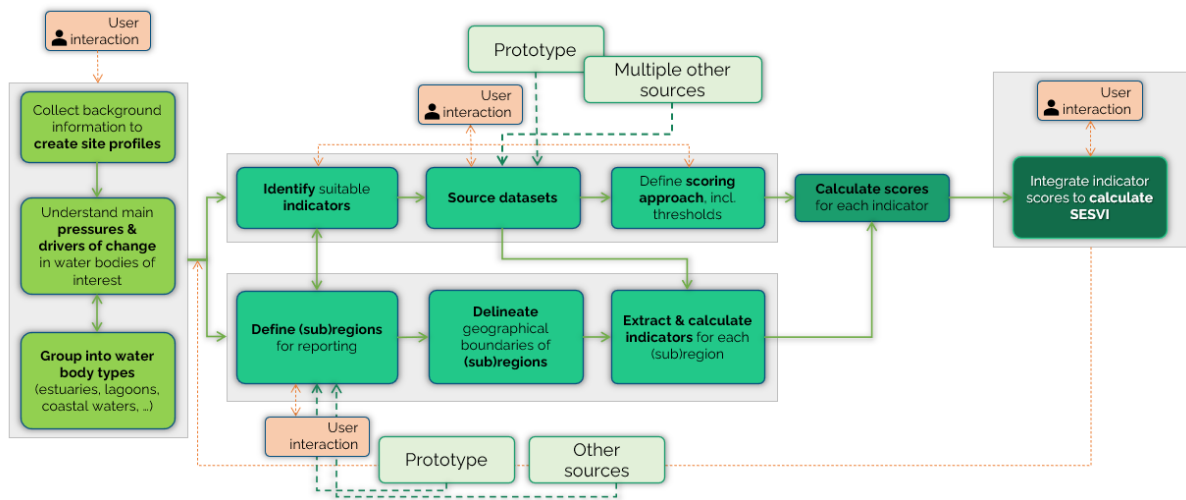 User
interaction
Collect background
information to
create site profiles
Understand main
pressures &
drivers of change
in water bodies of
interest
Group into water
body types
(estuaries, lagoons,
coastal waters, ...)
Prototype
Multiple other
sources
User
interaction
Identify suitable
indicators
Source datasets
Define scoring
approach, incl.
thresholds
Calculate scores
for each indicator
User
interaction
Integrate indicator
scores to calculate
SESVI
Define (sub)regions
for reporting
Delineate
geographical
boundaries of
(sub)regions
Extract & calculate
indicators for each
(sub)region
User
interaction
Prototype
Other
sources